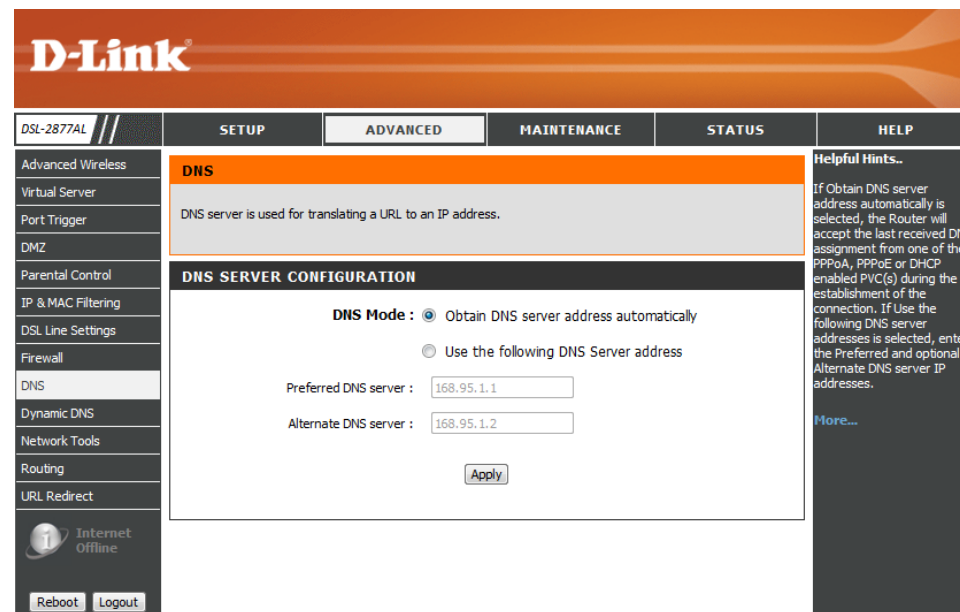 D-Link
DSL-2877AL
SETUP
ADVANCED
MAINTENANCE
STATUS
HELP
Advanced Wireless
Virtual Server
Port Trigger
DMZ
Parental Control
IP & MAC Filtering
DSL Line Settings
Firewall
DNS
Dynamic DNS
Network Tools
Routing
URL Redirect
Internet
Offline
Reboot
Logout
DNS
DNS server is used for translating a URL to an IP address.
DNS SERVER CONFIGURATION
DNS Mode : Obtain DNS server address automatically
Use the following DNS Server address
Preferred DNS server : 168.95.1.1
Alternate DNS server : 168.95.1.2
Apply
Helpful Hints..
If Obtain DNS server
address automatically is
selected, the Router will
accept the last received
assignment from one of
PPPoA, PPPoE or DHCP
enabled PVC(s) during the
establishment of the
connection. If Use the
following DNS server
addresses is selected,
the Preferred and optional
Alternate DNS server IP
addresses.
More...